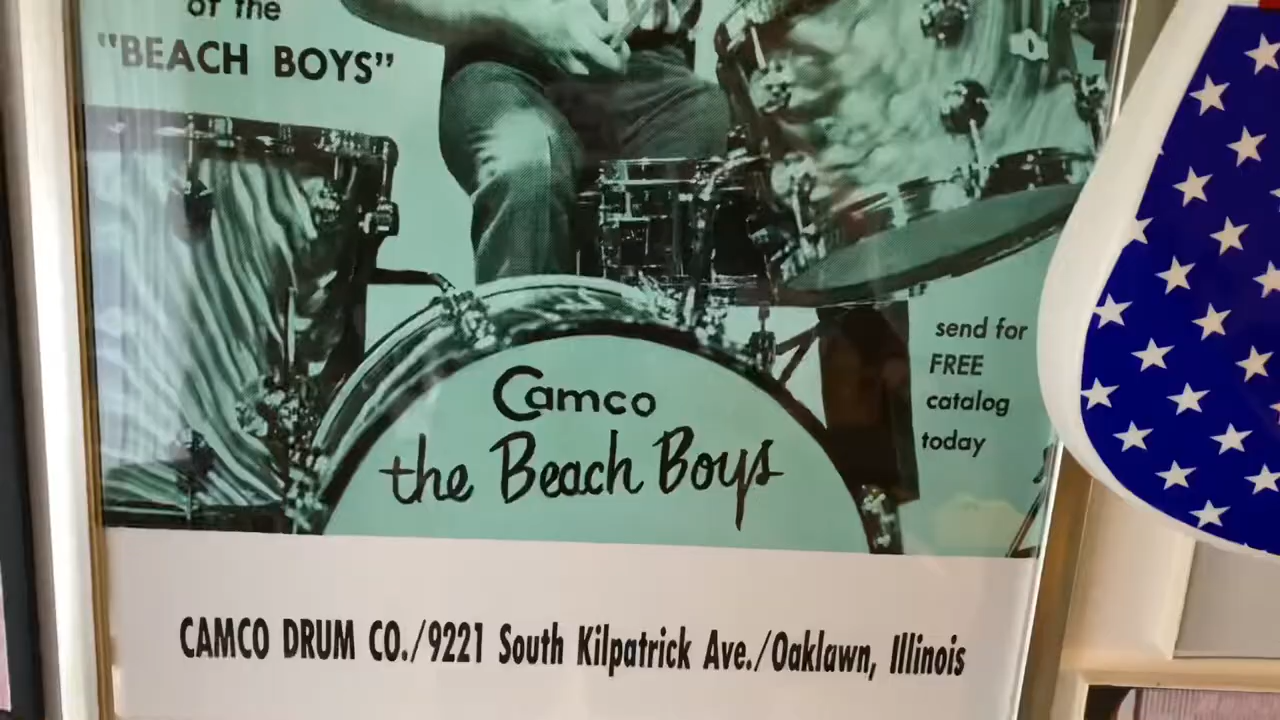 of the
"BEACH BOYS"
send for
FREE
catalog
today
Camco
the Beach Boys
CAMCO DRUM CO./9221 South Kilpatrick Ave./Oaklawn, Illinois